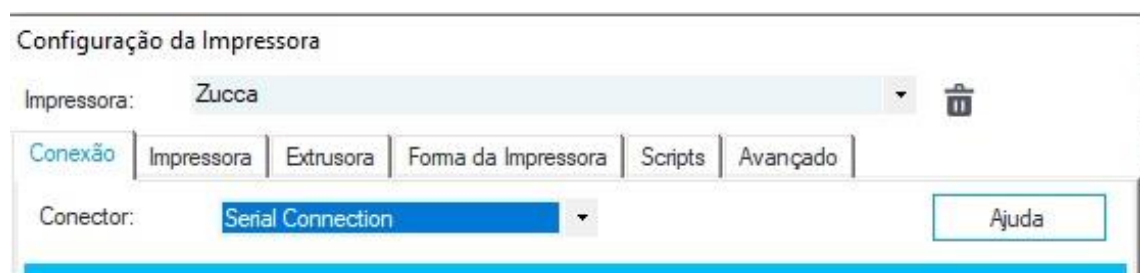 Configuração da Impressora
Impressora: Zucca
Conexão Impressora Extrusora Forma da Impressora Scripts Avançado
Conector: Serial Connection Ajuda